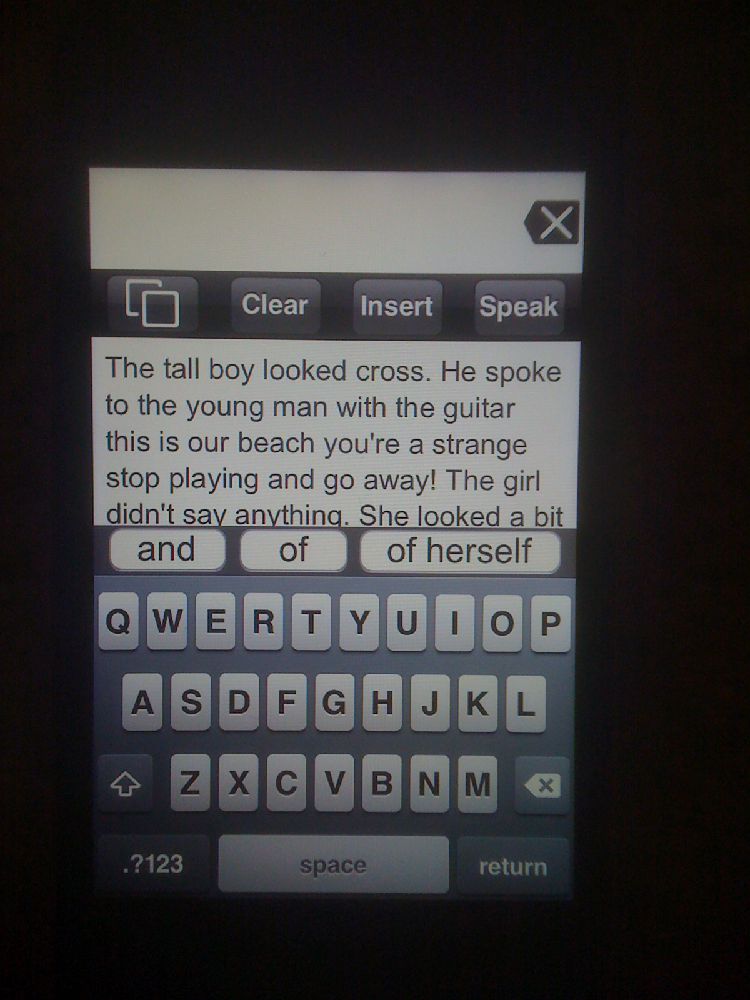 Clear Insert Speak
The tall boy looked cross. He spoke
to the young man with the guitar
this is our beach you're a strange
stop playing and go away! The girl
didn't say anything. She looked a bit
and of of herself
Q W E R T Y U I O P
A S D F G H J K L
Z X C V B N M
.?123 space return